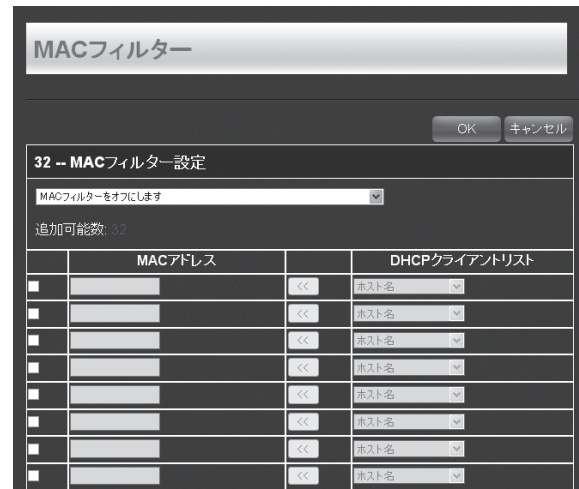 MACフィルター
OK キャンセル
32 -- MACフィルター設定
MACフィルターをオフにします
追加可能数: 32
MACアドレス DHCPクライアントリスト
<< ホスト名
<< ホスト名
<< ホスト名
<< ホスト名
<< ホスト名
<< ホスト名
<< ホスト名
<< ホスト名